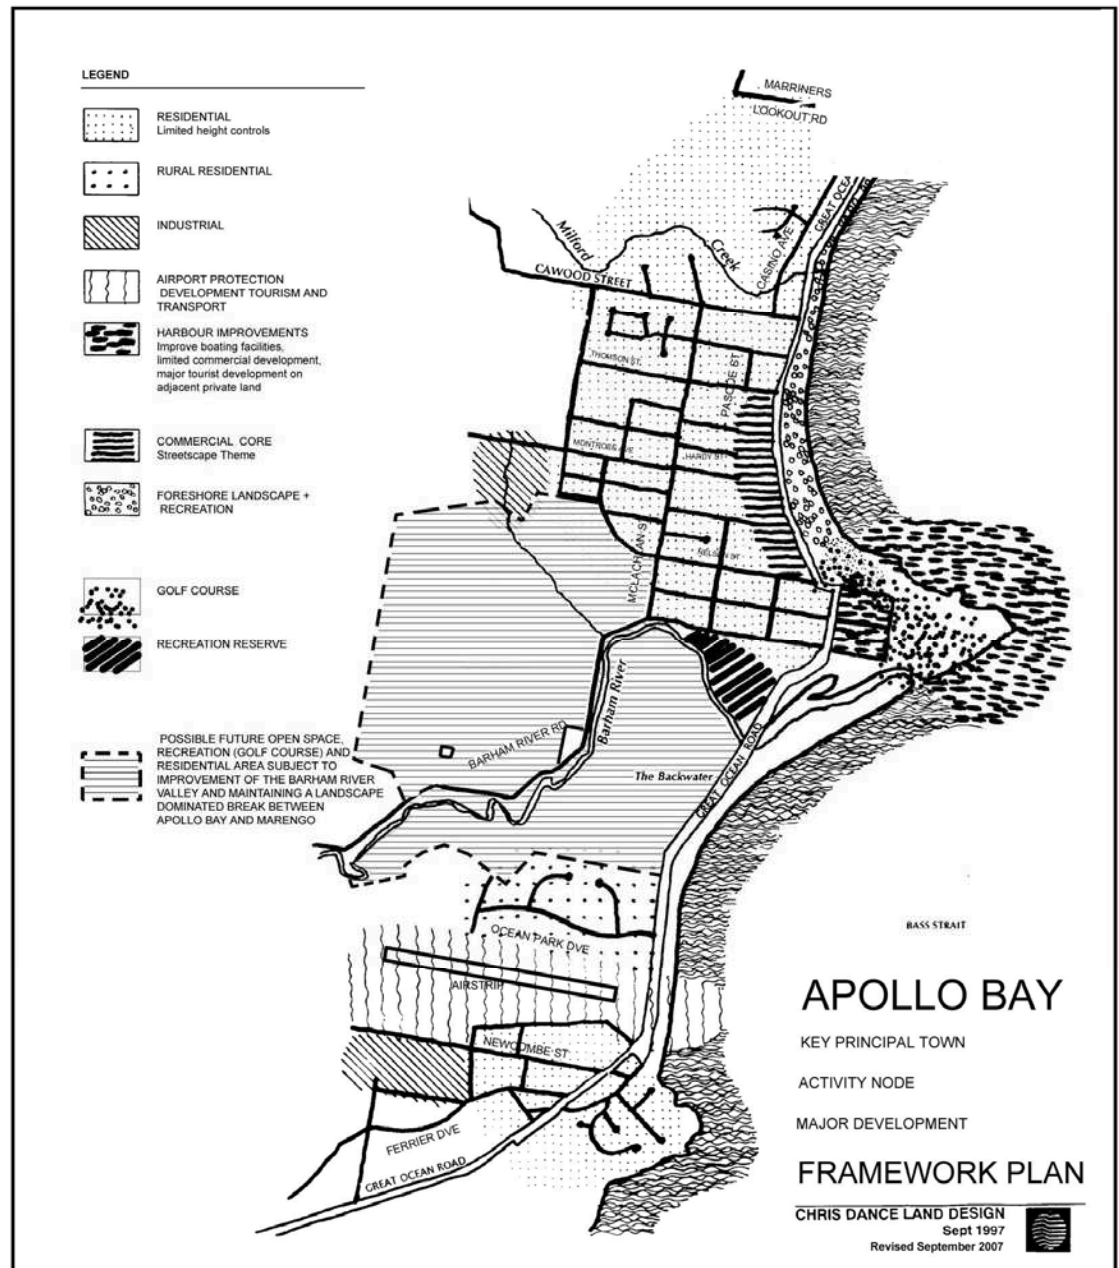 LEGEND
RESIDENTIAL
Limited height controls
RURAL RESIDENTIAL
INDUSTRIAL
AIRPORT PROTECTION
DEVELOPMENT TOURISM AND
TRANSPORT
HARBOUR IMPROVEMENTS
Improve boating facilities,
limited commercial development,
major tourist development on
adjacent private land
COMMERCIAL CORE
Streetscape Theme
FORESHORE LANDSCAPE +
RECREATION
GOLF COURSE
RECREATION RESERVE
POSSIBLE FUTURE OPEN SPACE,
RECREATION (GOLF COURSE) AND
RESIDENTIAL AREA SUBJECT TO
IMPROVEMENT OF THE BARHAM RIVER
VALLEY AND MAINTAINING A LANDSCAPE
DOMINATED BREAK BETWEEN
APOLLO BAY AND MARENGO
MARRINERS
LOOKOUT RD
GREAT OCEA
Milford
Creek
CASINO AVE
CAWOOD STREET
THOMSON ST.
PASCOE ST
MONTROSE AVE
HARDY ST
MCLACHLAN ST
NELSON ST
Barham River
BARHAM RIVER RD
The Backwater
GREAT OCEAN ROAD
OCEAN PARK DVE
AIRSTRIP
NEWCOMBE ST
FERRIER DVE
GREAT OCEAN ROAD
BASS STRAIT
APOLLO BAY
KEY PRINCIPAL TOWN
ACTIVITY NODE
MAJOR DEVELOPMENT
FRAMEWORK PLAN
CHRIS DANCE LAND DESIGN
Sept 1997
Revised September 2007